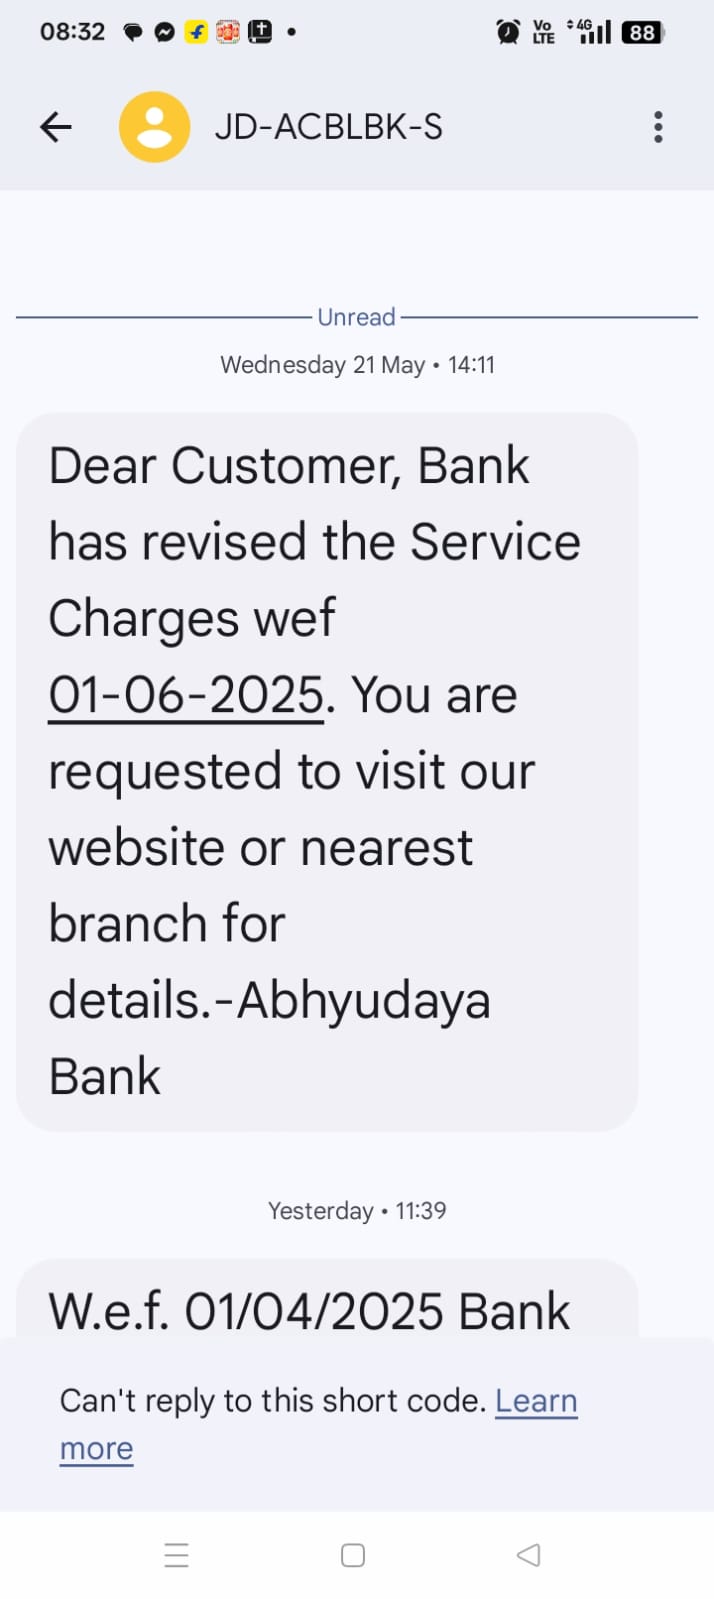 08:32
Vo LTE 4G 88
JD-ACBLBK-S
Unread
Wednesday 21 May • 14:11
Dear Customer, Bank
has revised the Service
Charges wef
01-06-2025. You are
requested to visit our
website or nearest
branch for
details.-Abhyudaya
Bank
Yesterday • 11:39
W.e.f. 01/04/2025 Bank
Can't reply to this short code. Learn
more